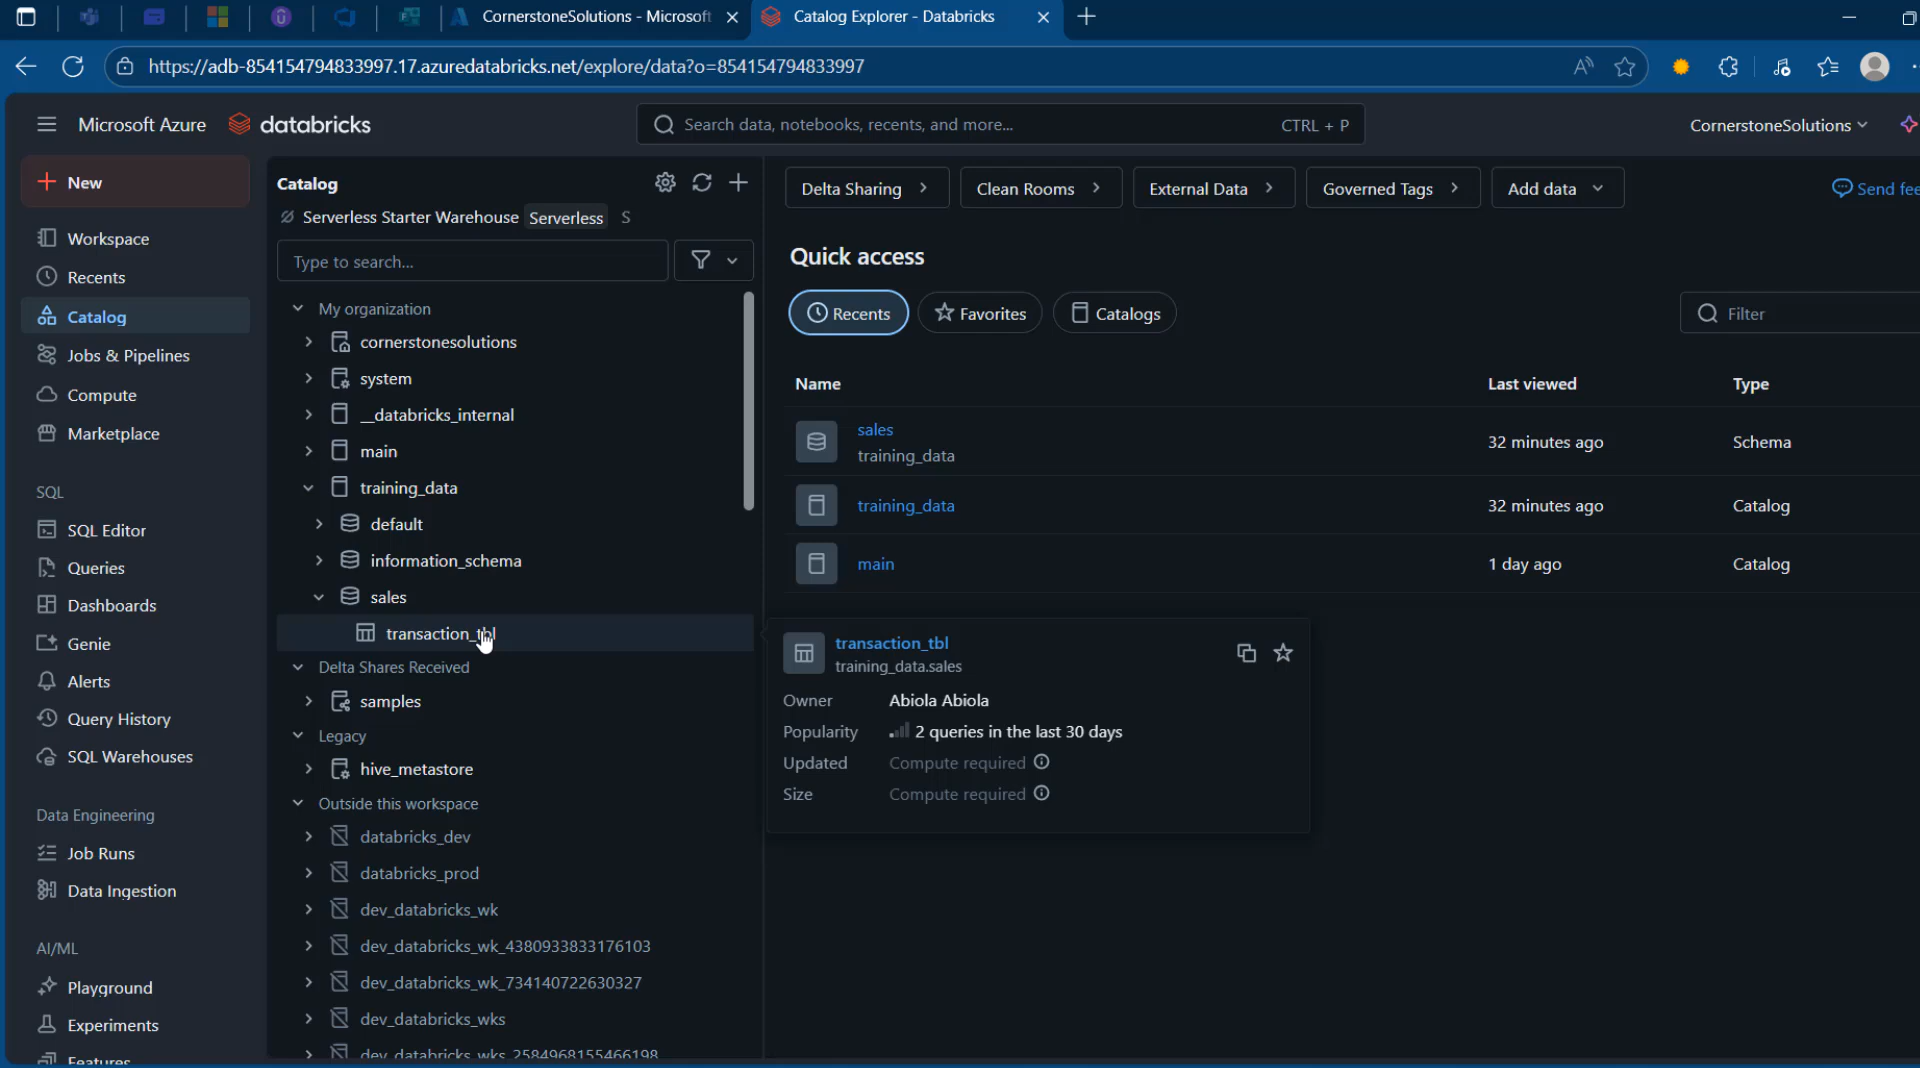 CornerstoneSolutions - Microsoft
Catalog Explorer - Databricks
https://adb-854154794833997.17.azuredatabricks.net/explore/data?o=854154794833997
Microsoft Azure
databricks
Search data, notebooks, recents, and more...
CTRL + P
CornerstoneSolutions
New
Workspace
Recents
Catalog
Jobs & Pipelines
Compute
Marketplace
SQL
SQL Editor
Queries
Dashboards
Genie
Alerts
Query History
SQL Warehouses
Data Engineering
Job Runs
Data Ingestion
AI/ML
Playground
Experiments
Features
Catalog
Serverless Starter Warehouse Serverless S
Type to search...
My organization
cornerstonesolutions
system
__databricks_internal
main
training_data
default
information_schema
sales
transaction_tbl
Delta Shares Received
samples
Legacy
hive_metastore
Outside this workspace
databricks_dev
databricks_prod
dev_databricks_wk
dev_databricks_wk_4380933833176103
dev_databricks_wk_734140722630327
dev_databricks_wks
dev_databricks_wks_2584968155466198
Delta Sharing
Clean Rooms
External Data
Governed Tags
Add data
Send fee
Quick access
Recents
Favorites
Catalogs
Filter
Name Last viewed Type
sales
training_data
32 minutes ago
Schema
training_data 32 minutes ago Catalog
main 1 day ago Catalog
transaction_tbl
training_data.sales
Owner Abiola Abiola
Popularity 2 queries in the last 30 days
Updated Compute required
Size Compute required